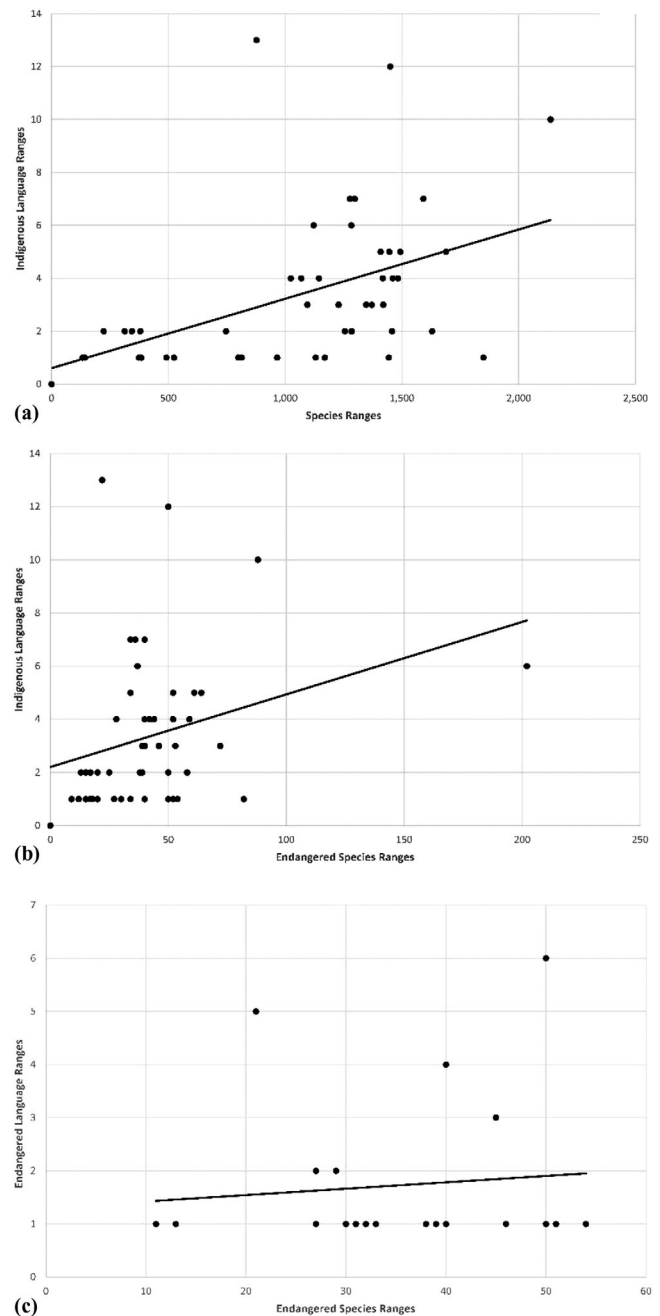 14
12
10
8
6
4
2
0
Indigenous Language Ranges
0 500 1,000 1,500 2,000 2,500
Species Ranges
(a)
14
12
10
8
6
4
2
0
Indigenous Language Ranges
0 50 100 150 200 250
Endangered Species Ranges
(b)
7
6
5
4
3
2
1
0
Endangered Language Ranges
0 10 20 30 40 50 60
Endangered Species Ranges
(c)